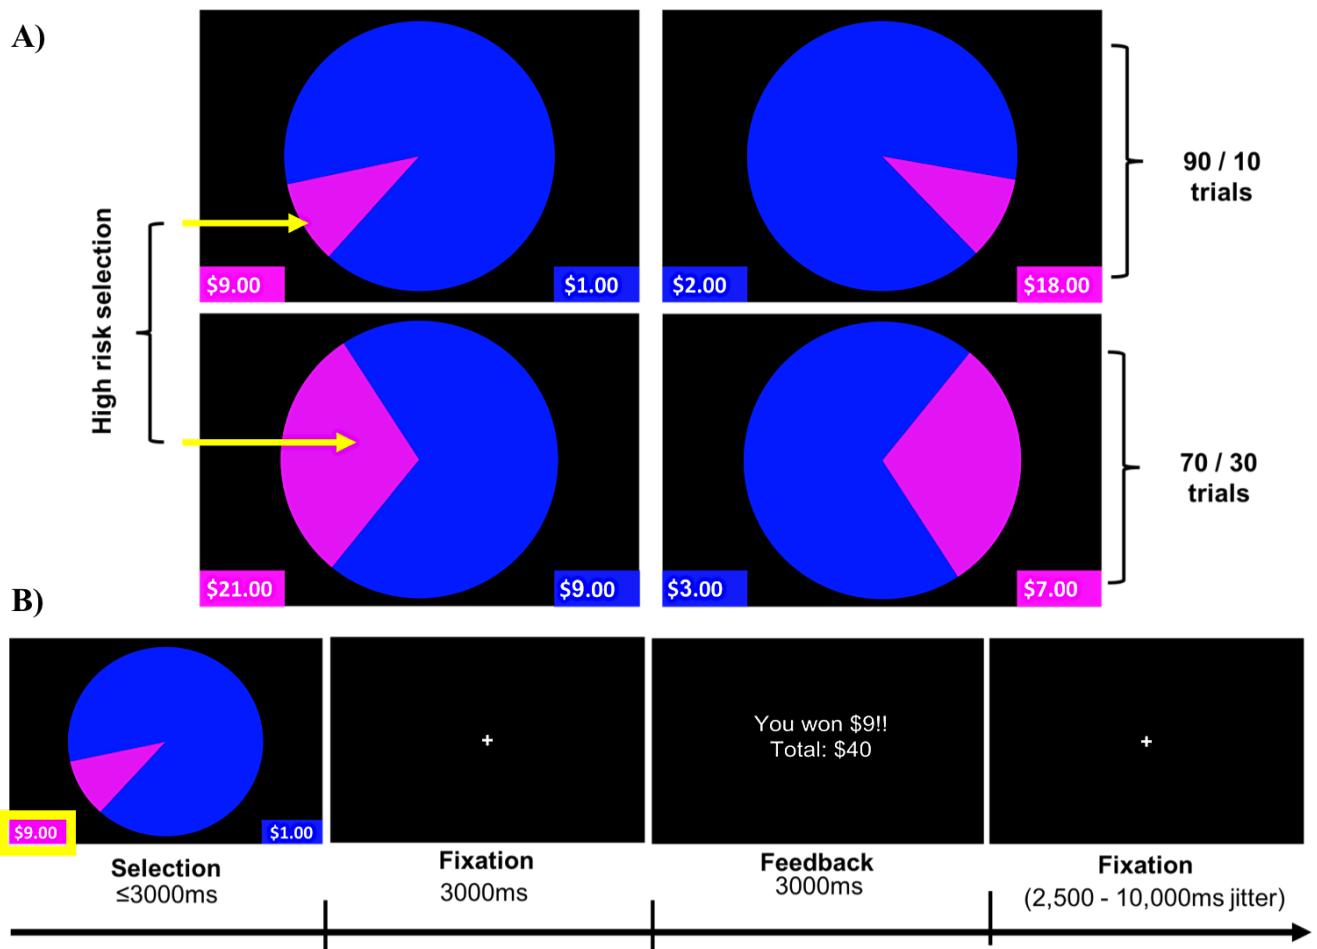 A)
High risk selection
$9.00
$1.00
$2.00
$18.00
90 / 10
trials
$21.00
$9.00
$3.00
$7.00
70 / 30
trials
B)
$9.00
$1.00
+
You won $9!!
Total: $40
+
Selection
≤3000ms
Fixation
3000ms
Feedback
3000ms
Fixation
(2,500 - 10,000ms jitter)